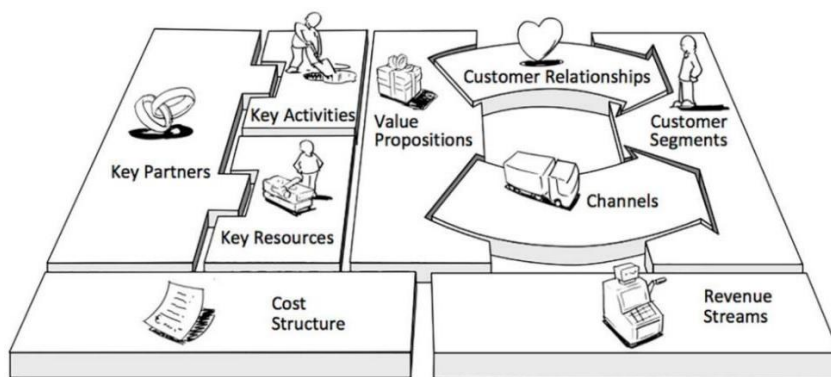 Key Partners
Key Activities
Key Resources
Value
Propositions
Customer Relationships
Channels
Customer
Segments
Cost
Structure
Revenue
Streams